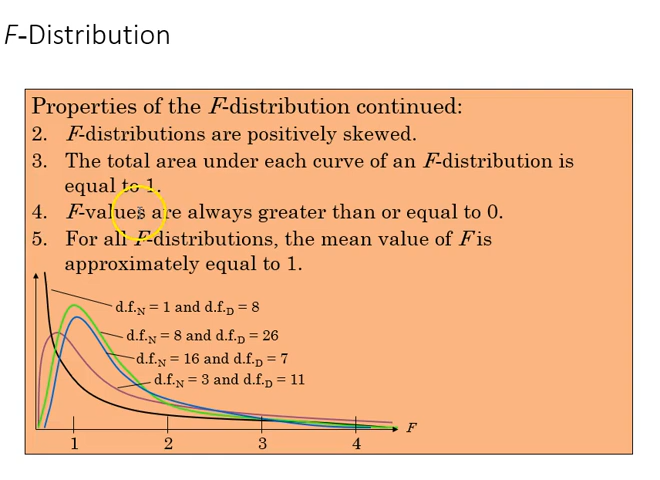 F-Distribution
Properties of the F-distribution continued:
2. F-distributions are positively skewed.
3. The total area under each curve of an F-distribution is
equal to 1.
4. F-values are always greater than or equal to 0.
5. For all F-distributions, the mean value of F is
approximately equal to 1.
d.f.N = 1 and d.f.D = 8
d.f.N = 8 and d.f.D = 26
d.f.N = 16 and d.f.D = 7
d.f.N = 3 and d.f.D = 11
F
1 2 3 4